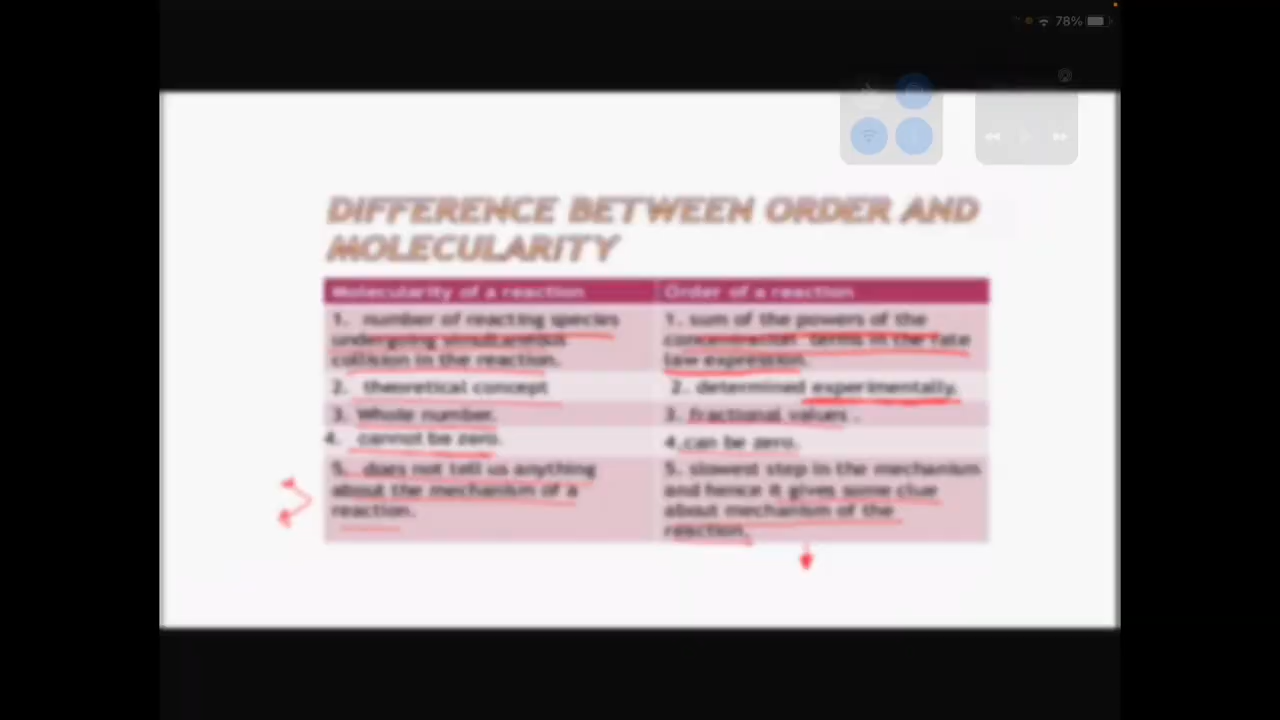 78%
DIFFERENCE BETWEEN ORDER AND
MOLECULARITY
Molecularity of a reaction
1. number of reacting species
undergoing simultaneous
collision in the reaction.
2. theoretical concept
3. Whole number.
4. cannot be zero.
5. does not tell us anything
about the mechanism of a
reaction.
Order of a reaction
1. sum of the powers of the
concentration terms in the rate
law expression.
2. determined experimentally.
3. fractional values .
4.can be zero.
5. slowest step in the mechanism
and hence it gives some clue
about mechanism of the
reaction.